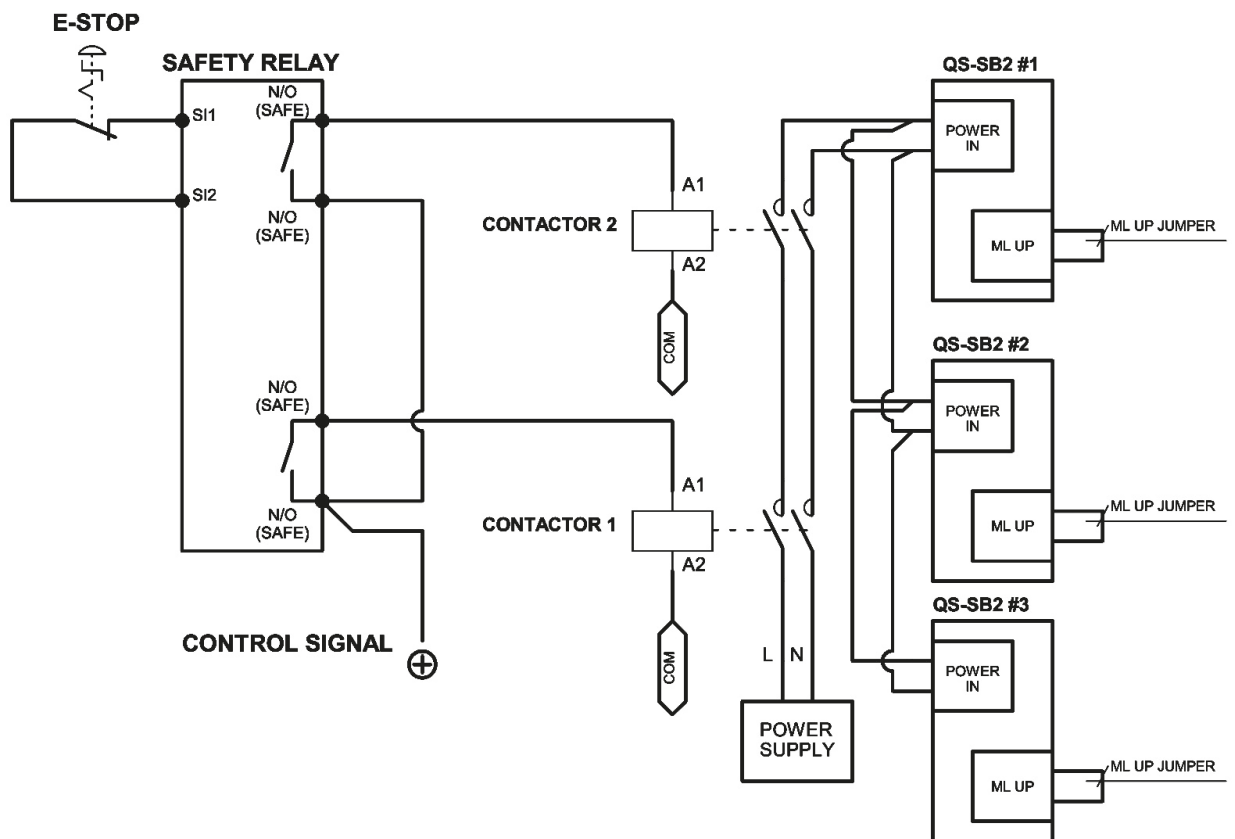 E-STOP
SAFETY RELAY
SI1
SI2
N/O
(SAFE)
N/O
(SAFE)
N/O
(SAFE)
N/O
(SAFE)
CONTROL SIGNAL
A1
CONTACTOR 2
A2
COM
A1
CONTACTOR 1
A2
COM
L N
POWER
SUPPLY
QS-SB2 #1
POWER
IN
ML UP
ML UP JUMPER
QS-SB2 #2
POWER
IN
ML UP
ML UP JUMPER
QS-SB2 #3
POWER
IN
ML UP
ML UP JUMPER